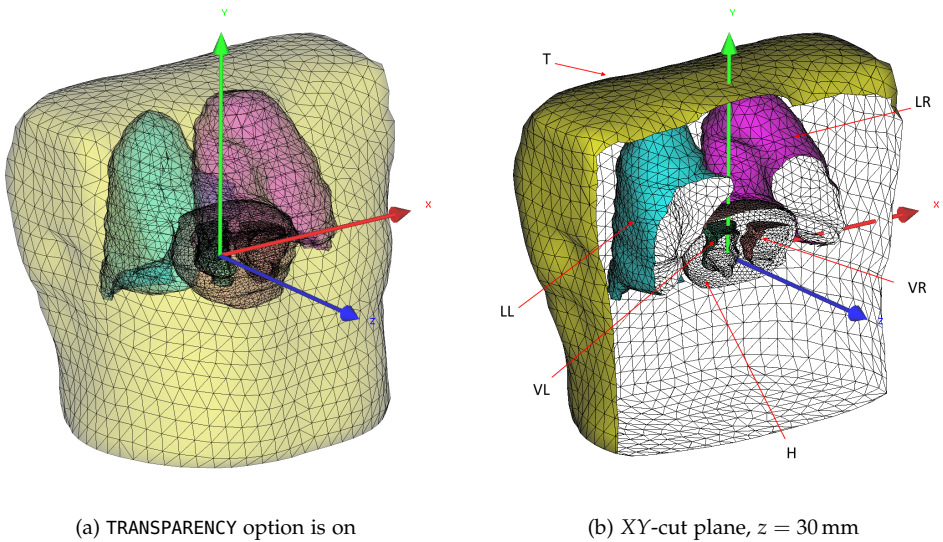 Y
X
Z
(a) TRANSPARENCY option is on
Y
T
LR
X
VR
Z
LL
VL
H
(b) XY-cut plane, z = 30 mm